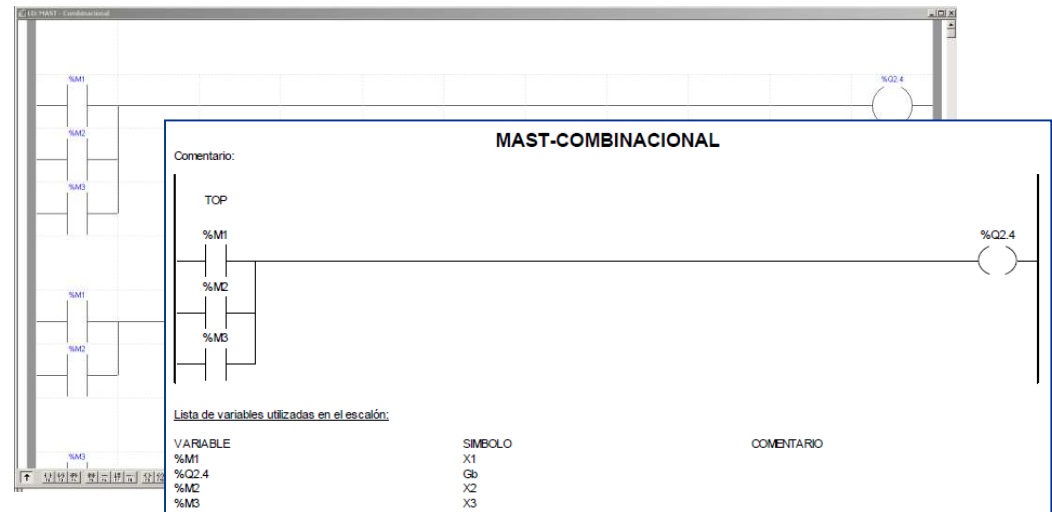 LD: MAST - Combinacional
%M1
%Q2.4
%M2
%M3
%M1
%M2
%M3
MAST-COMBINACIONAL
Comentario:
TOP
%M1
%Q2.4
%M2
%M3
Lista de variables utilizadas en el escalón:
VARIABLE SIMBOLO COMENTARIO
%M1 X1
%Q2.4 Gb
%M2 X2
%M3 X3